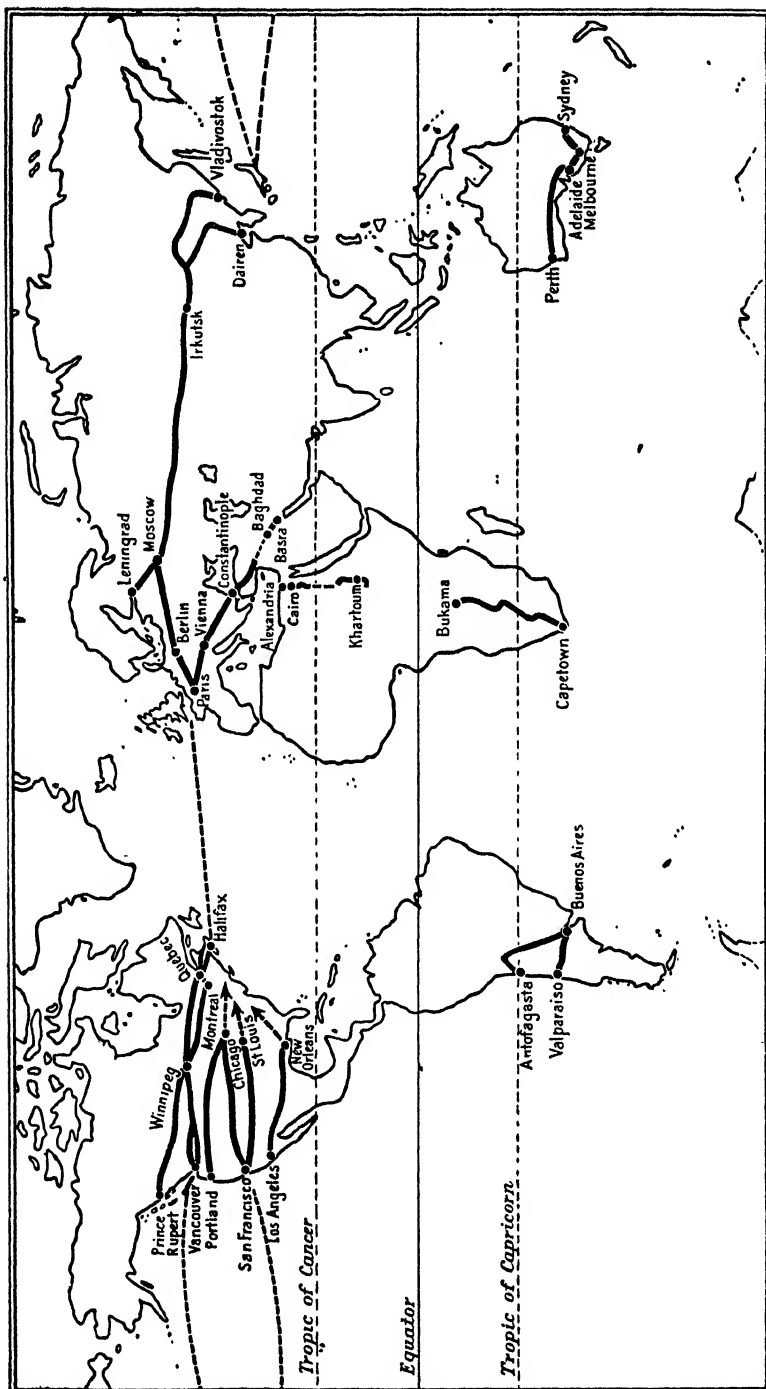 Prince
Rupert
Vancouver
Portland
San Francisco
Los Angeles
Winnipeg
Montreal
Chicago
St Louis
New
Orleans
Quebec
Halifax
Tropic of Cancer
Equator
Tropic of Capricorn
Antofagasta
Valparaiso
Buenos Aires
Leningrad
Moscow
Berlin
Vienna
Paris
Constantinople
Baghdad
Basra
Alexandria
Cairo
Khartoum
Bukama
Capetown
Irkutsk
Dairen
Vladivostok
Perth
Adelaide
Melbourne
Sydney